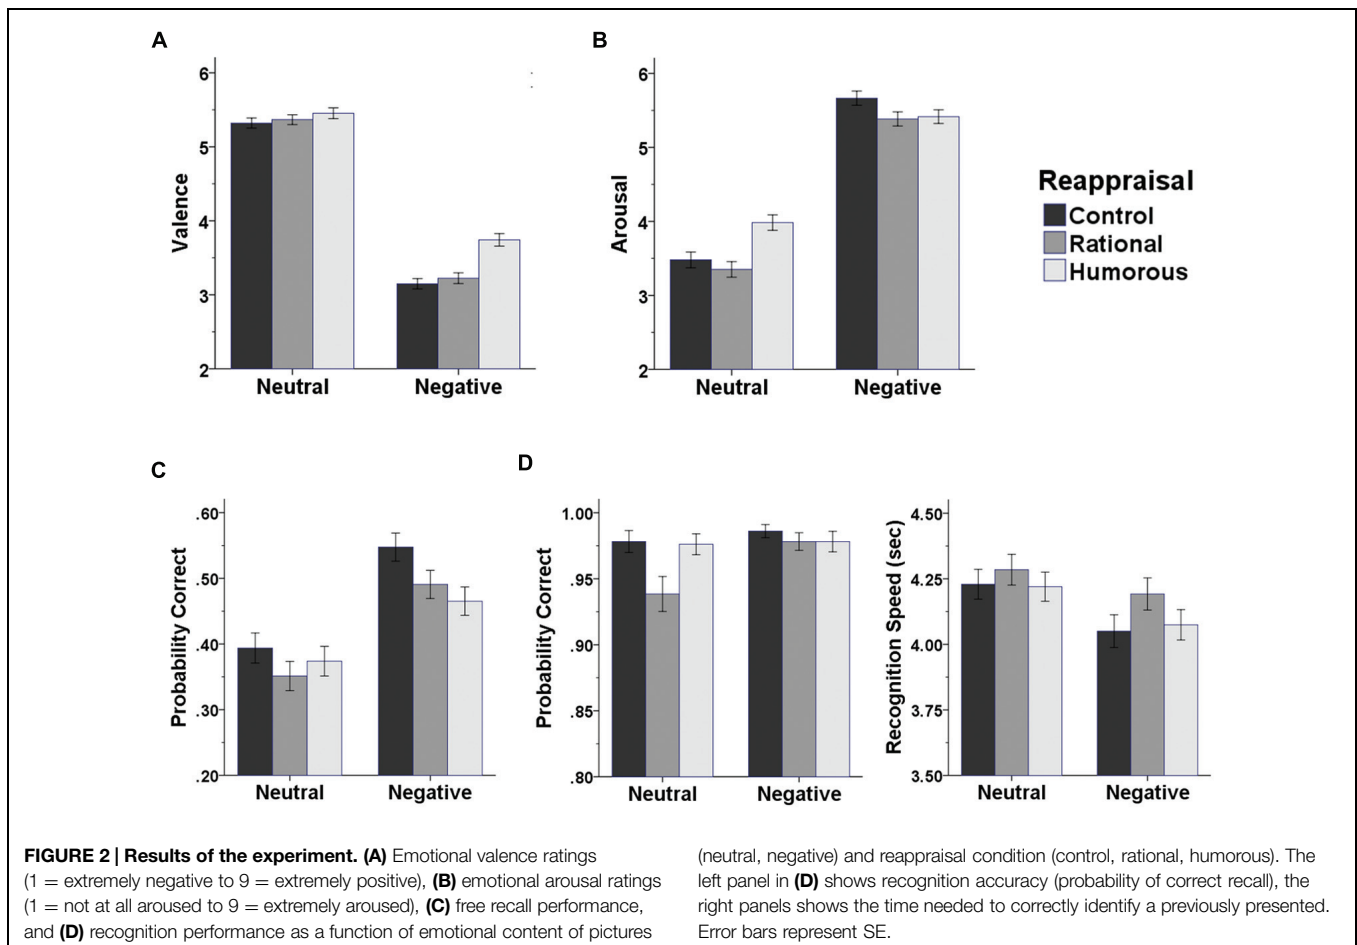 A
B
6
5
4
3
2
Valence
Neutral
Negative
6
5
4
3
2
Arousal
Neutral
Negative
Reappraisal
Control
Rational
Humorous
C
D
.60
.50
.40
.30
.20
Probability Correct
Neutral
Negative
1.00
.95
.90
.85
.80
Probability Correct
Neutral
Negative
4.50
4.25
4.00
3.75
3.50
Recognition Speed (sec)
Neutral
Negative
FIGURE 2 | Results of the experiment. (A) Emotional valence ratings
(1 = extremely negative to 9 = extremely positive), (B) emotional arousal ratings
(1 = not at all aroused to 9 = extremely aroused), (C) free recall performance,
and (D) recognition performance as a function of emotional content of pictures
(neutral, negative) and reappraisal condition (control, rational, humorous). The
left panel in (D) shows recognition accuracy (probability of correct recall), the
right panels shows the time needed to correctly identify a previously presented.
Error bars represent SE.